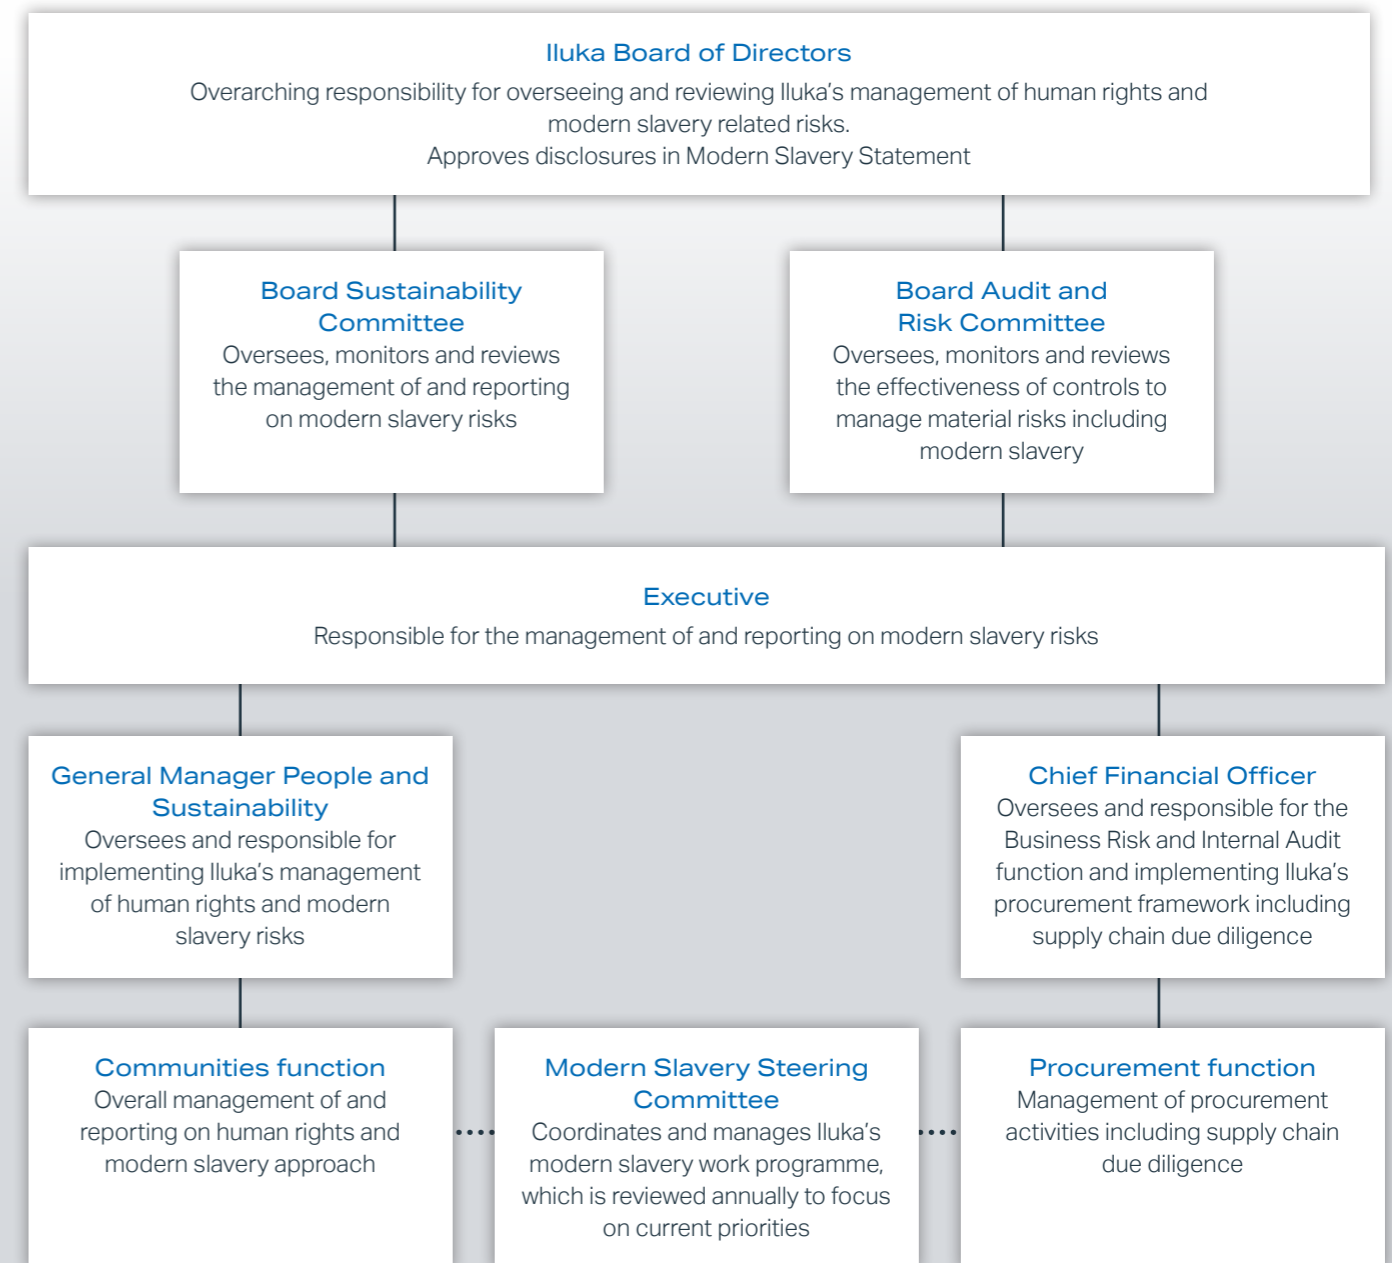 Iluka Board of Directors
Overarching responsibility for overseeing and reviewing Iluka's management of human rights and
modern slavery related risks.
Approves disclosures in Modern Slavery Statement
Board Sustainability
Committee
Oversees, monitors and reviews
the management of and reporting
on modern slavery risks
Board Audit and
Risk Committee
Oversees, monitors and reviews
the effectiveness of controls to
manage material risks including
modern slavery
Executive
Responsible for the management of and reporting on modern slavery risks
General Manager People and
Sustainability
Oversees and responsible for
implementing Iluka's management
of human rights and modern
slavery risks
Chief Financial Officer
Oversees and responsible for the
Business Risk and Internal Audit
function and implementing Iluka's
procurement framework including
supply chain due diligence
Communities function
Overall management of and
reporting on human rights and
modern slavery approach
Modern Slavery Steering
Committee
Coordinates and manages Iluka's
modern slavery work programme,
which is reviewed annually to focus
on current priorities
Procurement function
Management of procurement
activities including supply chain
due diligence